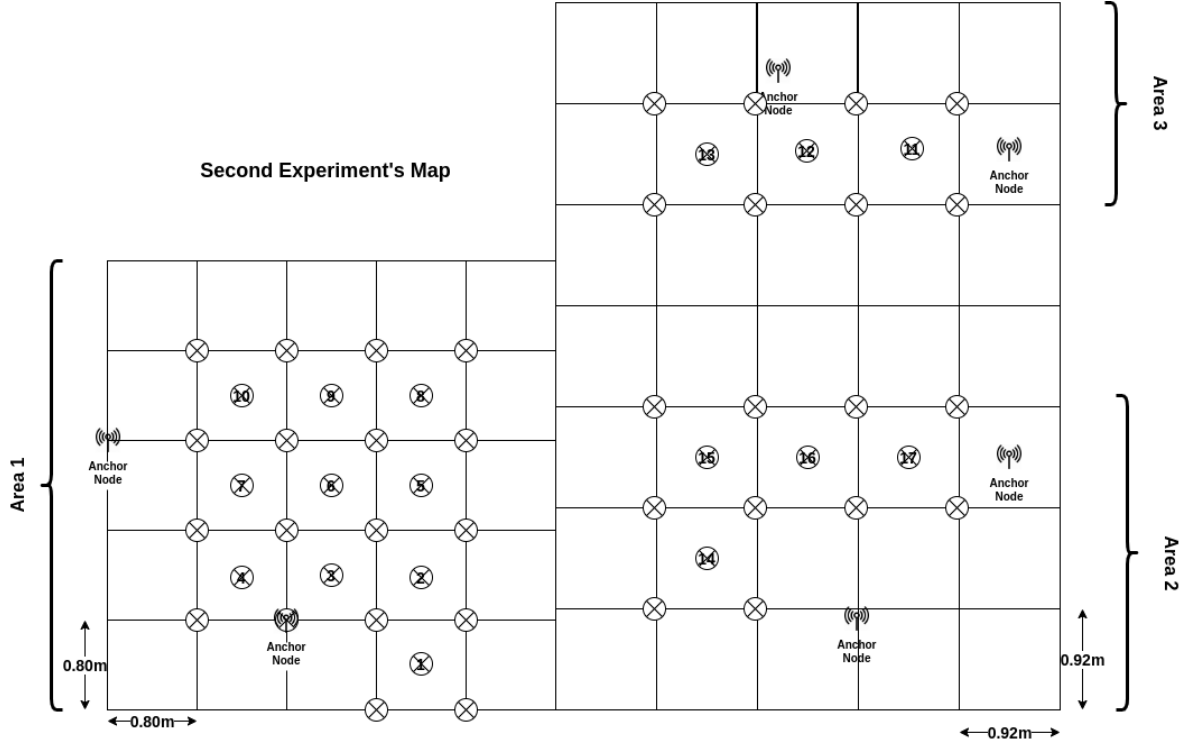 Anchor
Node
Area 3
13
12
11
Anchor
Node
Second Experiment's Map
10
9
8
Anchor
Node
Area 1
7
6
5
15
16
17
Anchor
Node
4
3
2
14
Area 2
Anchor
Node
Anchor
Node
1
0.80m
0.92m
0.80m
0.92m